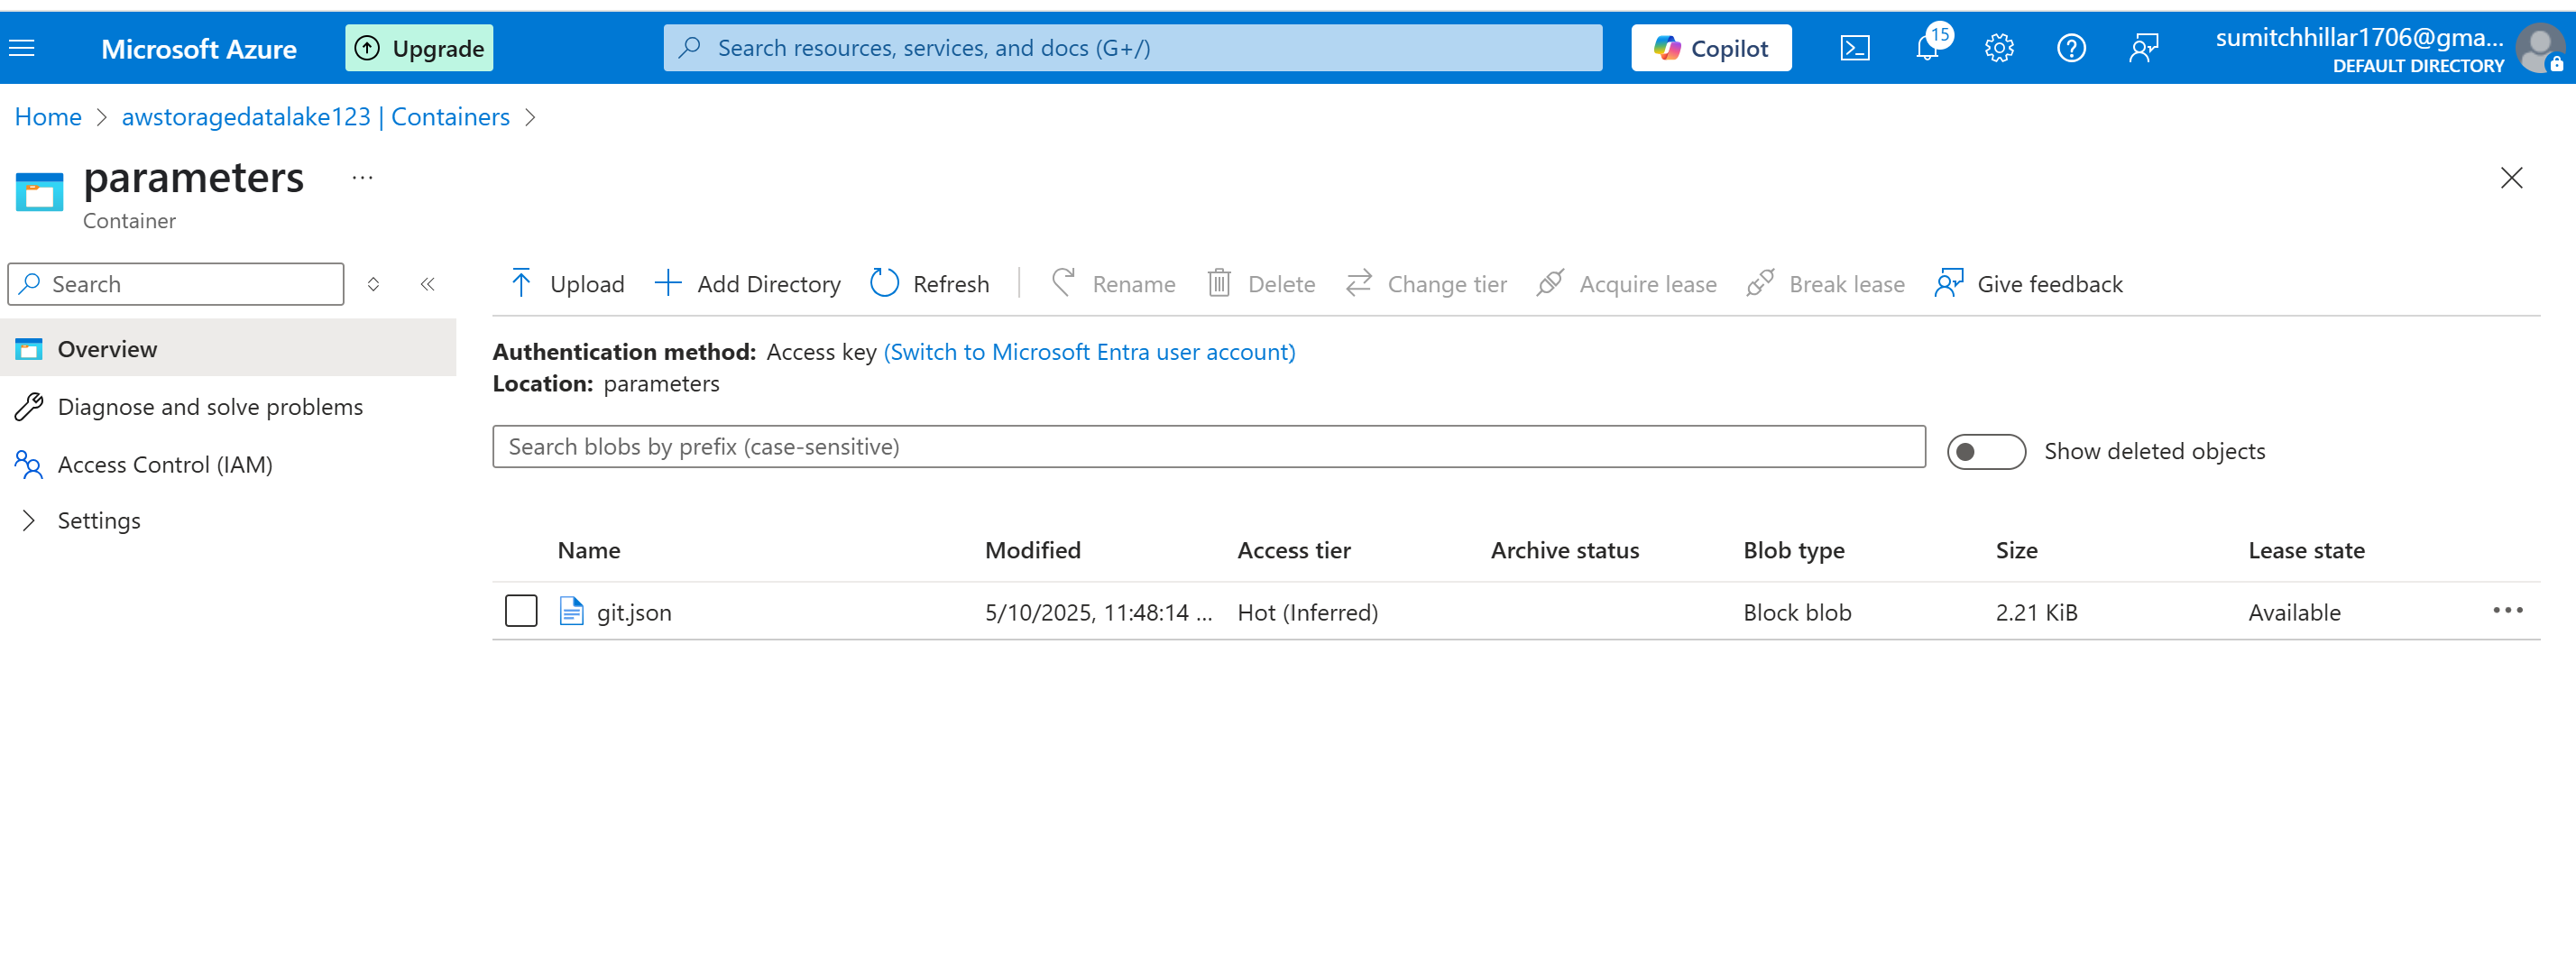 Microsoft Azure
Upgrade
Search resources, services, and docs (G+/)
Copilot
15
sumitchhillar1706@gma...
DEFAULT DIRECTORY
Home > awstoragedatalake123 | Containers >
parameters ...
Container
Search
Overview
Diagnose and solve problems
Access Control (IAM)
Settings
Upload Add Directory Refresh Rename Delete Change tier Acquire lease Break lease Give feedback
Authentication method: Access key (Switch to Microsoft Entra user account)
Location: parameters
Search blobs by prefix (case-sensitive)
Show deleted objects
Name Modified Access tier Archive status Blob type Size Lease state
git.json 5/10/2025, 11:48:14 ... Hot (Inferred) Block blob 2.21 KiB Available